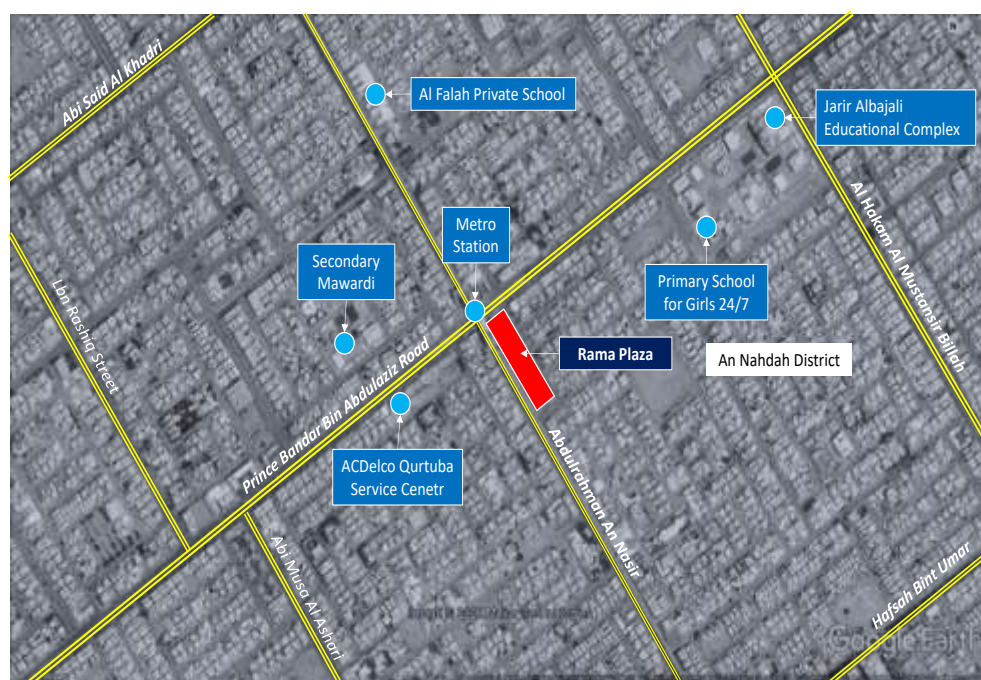 Abi Said Al Khadri
Al Falah Private School
Jarir Albajali
Educational Complex
Metro
Station
Secondary
Mawardi
Primary School
for Girls 24/7
Al Hakam Al Mustansir Billah
Lbn Rashiq Street
Rama Plaza
An Nahdah District
Prince Bandar Bin Abdulaziz Road
ACDelco Qurtuba
Service Cenetr
Abdulrahman An Nasir
Abi Musa Al Ashari
Hafsah Bint Umar
Google Earth